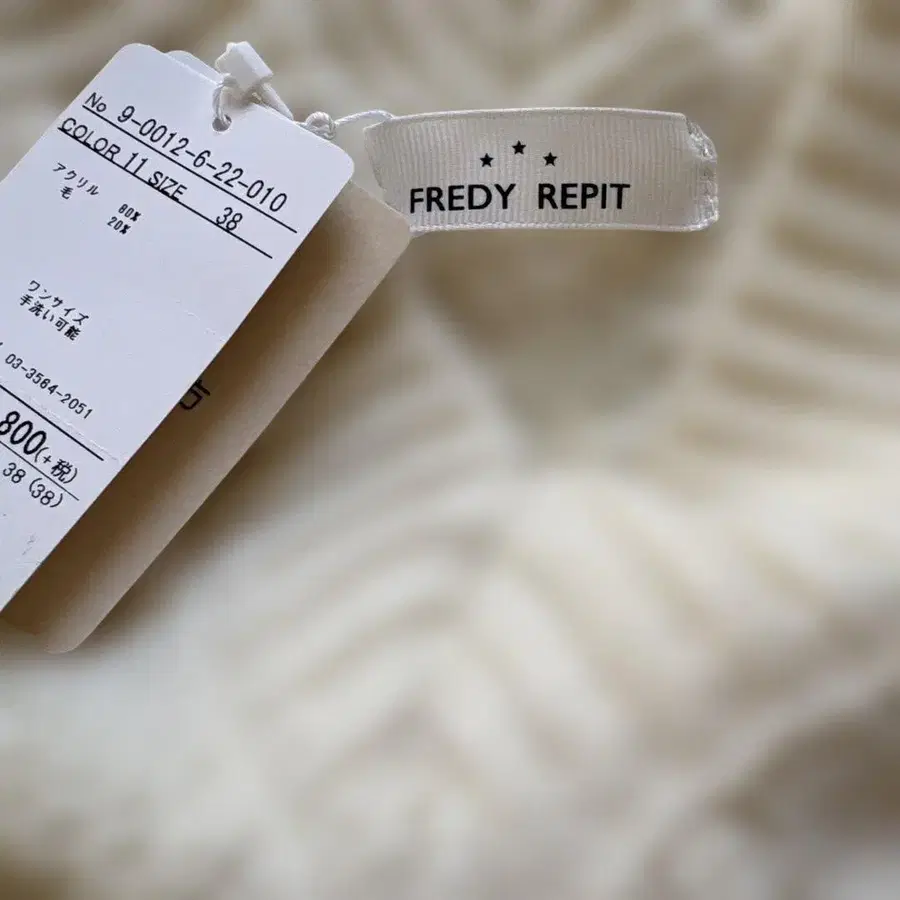 No 9-0012-6-22-010
COLOR 11 SIZE 38
アクリル 80%
毛 20%
ワンサイズ
手洗い可能
03-3564-2051
800(+税)
38 (38)
★ ★ ★
FREDY REPIT
方